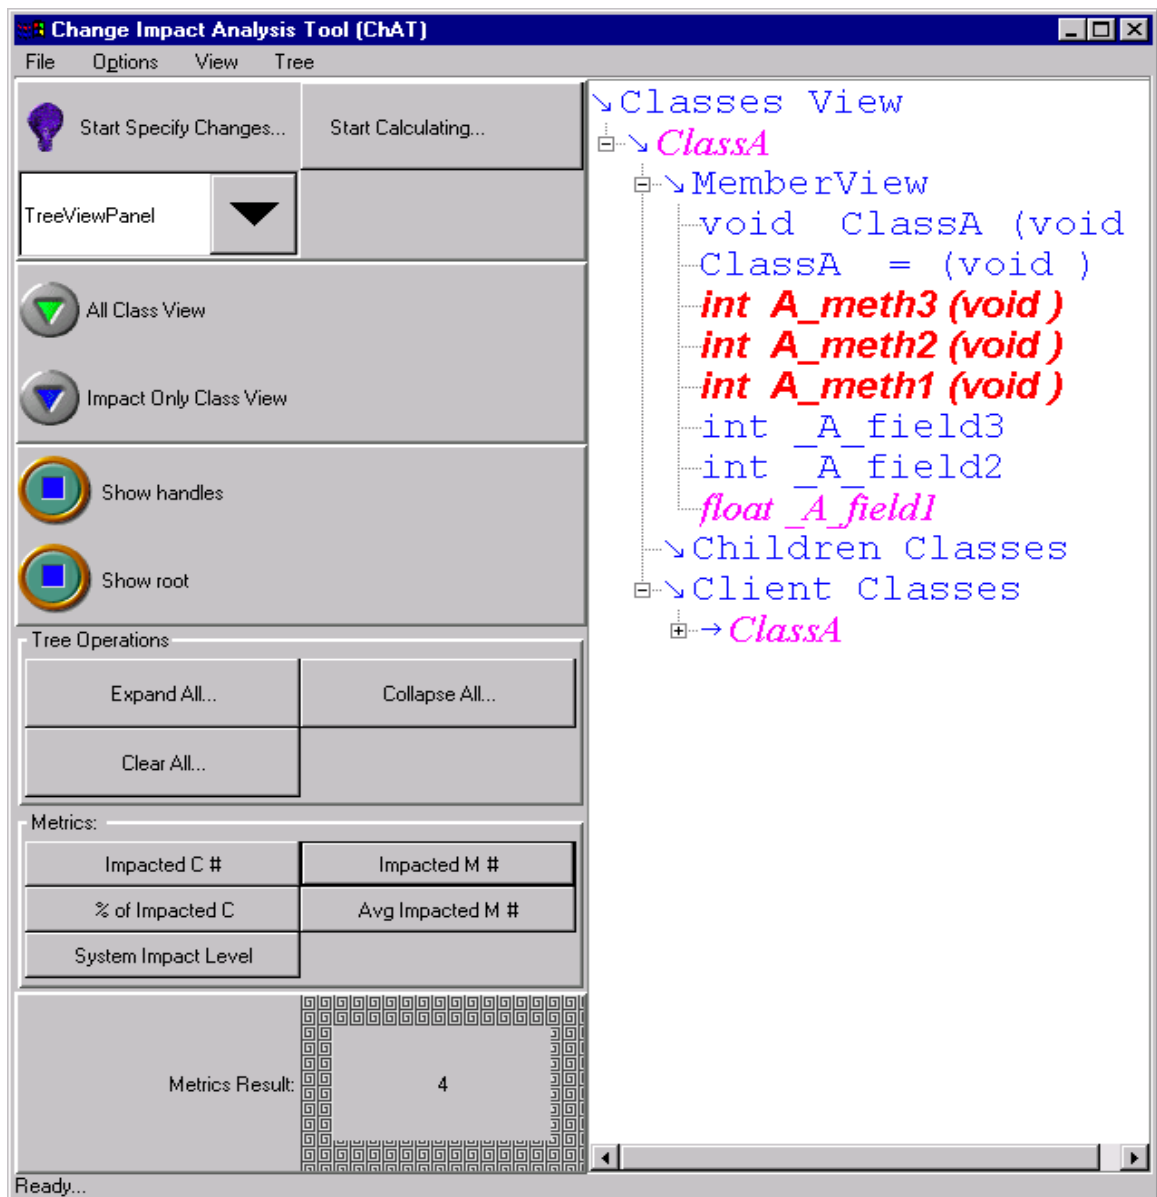 Change Impact Analysis Tool (ChAT)
File Options View Tree
Start Specify Changes... Start Calculating...
TreeViewPanel
All Class View
Impact Only Class View
Show handles
Show root
Tree Operations
Expand All... Collapse All...
Clear All...
Metrics:
Impacted C # Impacted M #
% of Impacted C Avg Impacted M #
System Impact Level
Metrics Result: 4
Classes View
ClassA
MemberView
void ClassA (void
ClassA = (void )
int A_meth3 (void )
int A_meth2 (void )
int A_meth1 (void )
int _A_field3
int _A_field2
float _A_field1
Children Classes
Client Classes
ClassA
Ready...